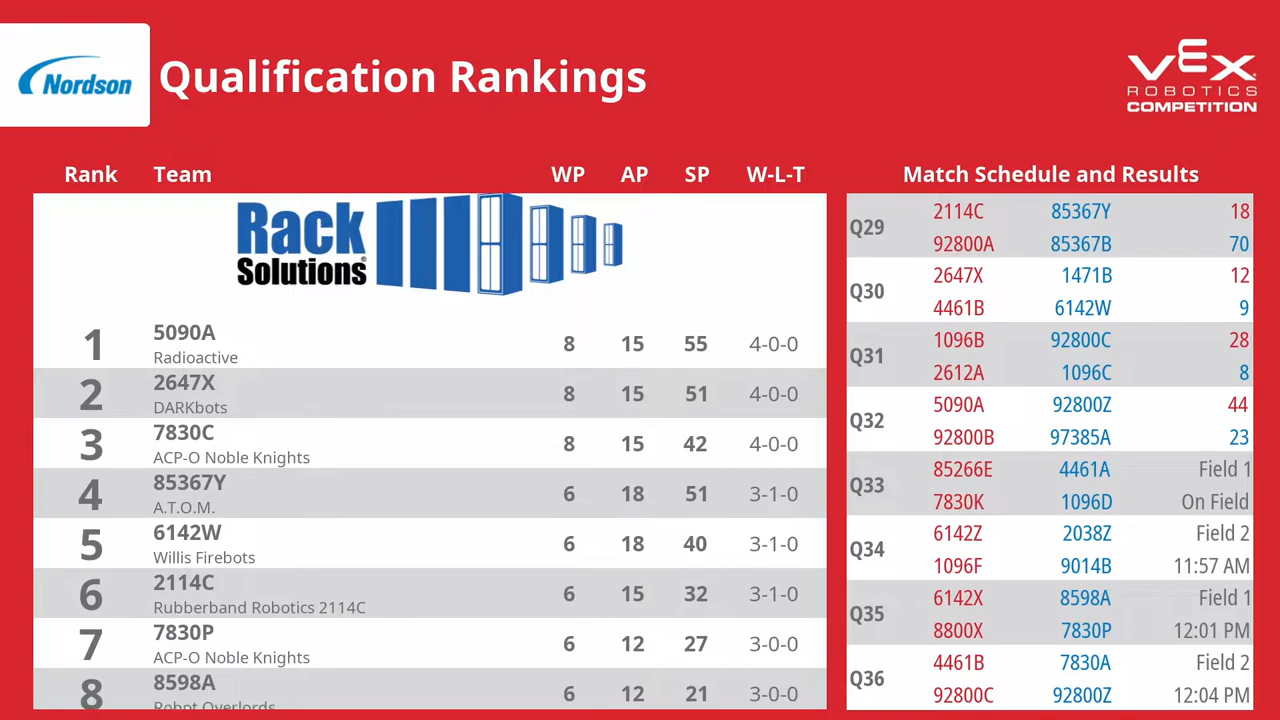 Nordson
Qualification Rankings
VEX
ROBOTICS
COMPETITION
Rank Team WP AP SP W-L-T
Rack
Solutions®
1 5090A 8 15 55 4-0-0
Radioactive
2 2647X 8 15 51 4-0-0
DARKbots
3 7830C 8 15 42 4-0-0
ACP-O Noble Knights
4 85367Y 6 18 51 3-1-0
A.T.O.M.
5 6142W 6 18 40 3-1-0
Willis Firebots
6 2114C 6 15 32 3-1-0
Rubberband Robotics 2114C
7 7830P 6 12 27 3-0-0
ACP-O Noble Knights
8 8598A 6 12 21 3-0-0
Robot Overlords
Match Schedule and Results
Q29
2114C 85367Y 18
92800A 85367B 70
Q30
2647X 1471B 12
4461B 6142W 9
Q31
1096B 92800C 28
2612A 1096C 8
Q32
5090A 92800Z 44
92800B 97385A 23
Q33
85266E 4461A Field 1
7830K 1096D On Field
Q34
6142Z 2038Z Field 2
1096F 9014B 11:57 AM
Q35
6142X 8598A Field 1
8800X 7830P 12:01 PM
Q36
4461B 7830A Field 2
92800C 92800Z 12:04 PM